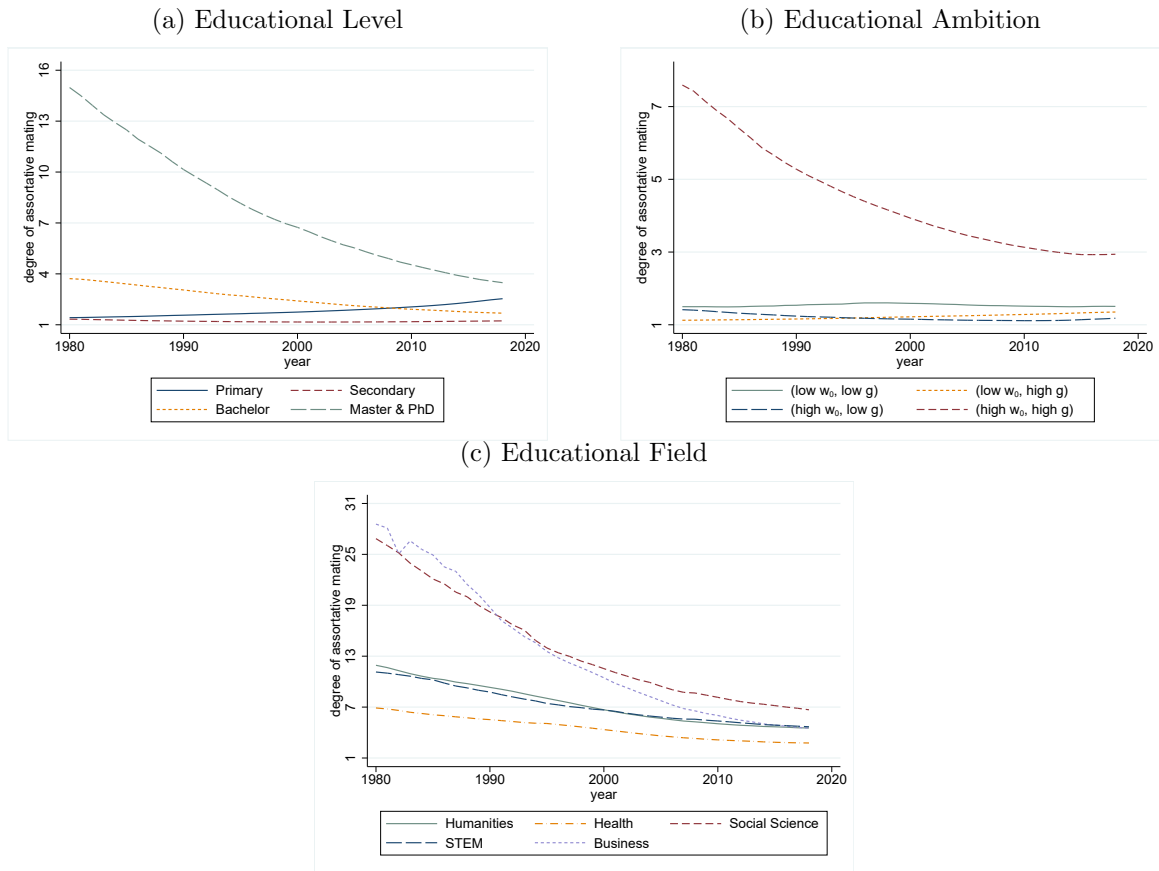 (a) Educational Level
degree of assortative mating
16
13
10
7
4
1
1980 1990 2000 2010 2020
year
Primary Secondary
Bachelor Master & PhD
(b) Educational Ambition
degree of assortative mating
7
5
3
1
1980 1990 2000 2010 2020
year
(low w₀, low g) (low w₀, high g)
(high w₀, low g) (high w₀, high g)
(c) Educational Field
degree of assortative mating
31
25
19
13
7
1
1980 1990 2000 2010 2020
year
Humanities Health Social Science
STEM Business